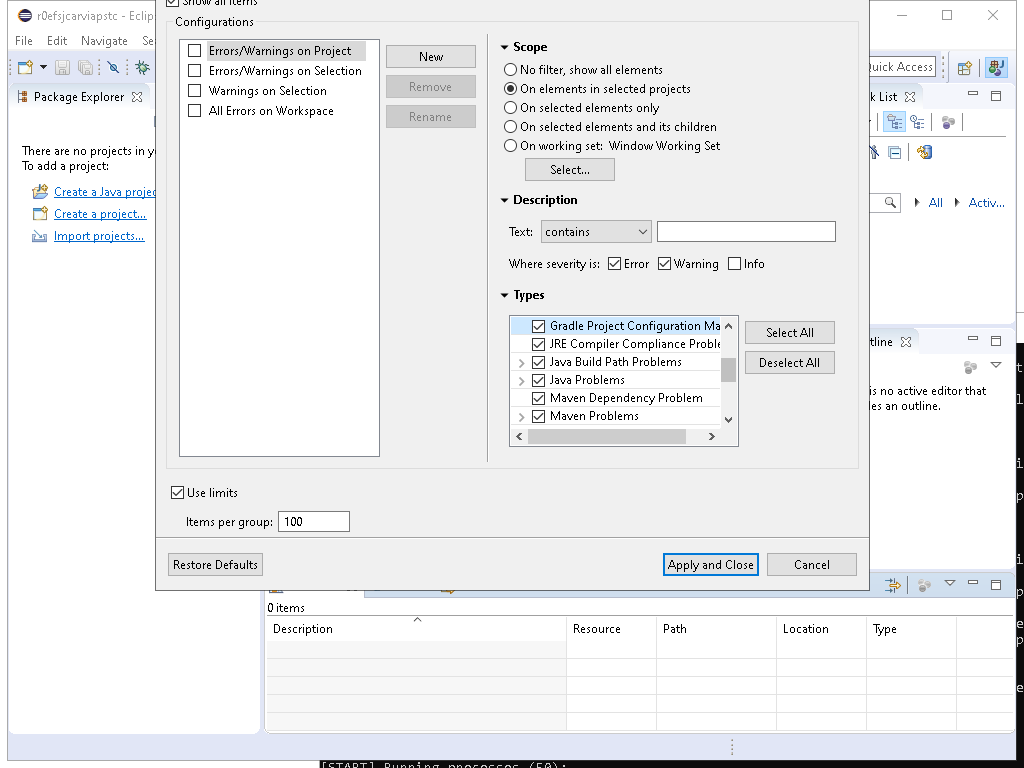 r0efsjcarviapstc - Eclips
Show all items
File Edit Navigate Se
Quick Access
Package Explorer
k List
There are no projects in y
To add a project:
Create a Java projec
Create a project...
Import projects...
Configurations
Errors/Warnings on Project
Errors/Warnings on Selection
Warnings on Selection
All Errors on Workspace
New
Remove
Rename
Scope
No filter, show all elements
On elements in selected projects
On selected elements only
On selected elements and its children
On working set: Window Working Set
Select...
Description
Text: contains
Where severity is: Error Warning Info
Types
Gradle Project Configuration Ma
JRE Compiler Compliance Proble
Java Build Path Problems
Java Problems
Maven Dependency Problem
Maven Problems
Select All
Deselect All
All Activ...
tline
is no active editor that
des an outline.
Use limits
Items per group: 100
Restore Defaults
Apply and Close
Cancel
0 items
Description Resource Path Location Type
[START] Running processes (50):